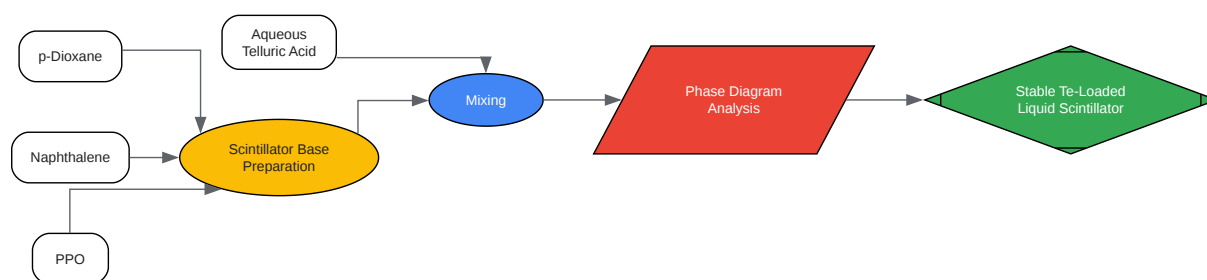 p-Dioxane
Aqueous
Telluric Acid
Naphthalene
PPO
Scintillator Base
Preparation
Mixing
Phase Diagram
Analysis
Stable Te-Loaded
Liquid Scintillator